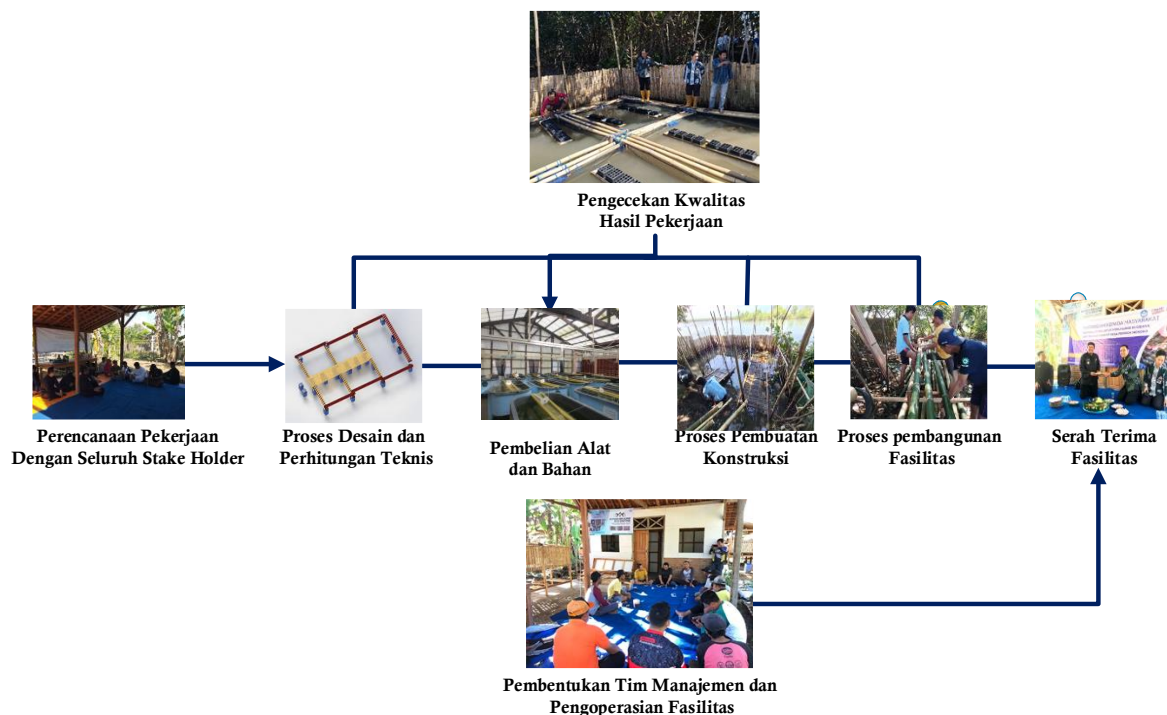 Pengecekan Kwalitas
Hasil Pekerjaan
Perencanaan Pekerjaan
Dengan Seluruh Stake Holder
Proses Desain dan
Perhitungan Teknis
Pembelian Alat
dan Bahan
Proses Pembuatan
Konstruksi
Proses pembangunan
Fasilitas
Serah Terima
Fasilitas
Pembentukan Tim Manajemen dan
Pengoperasian Fasilitas